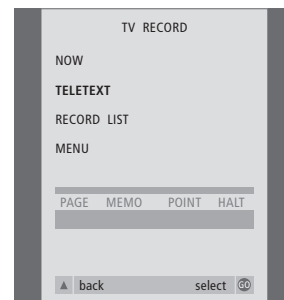 TV RECORD
NOW
TELETEXT
RECORD LIST
MENU
PAGE MEMO POINT HALT
▲ back select GO